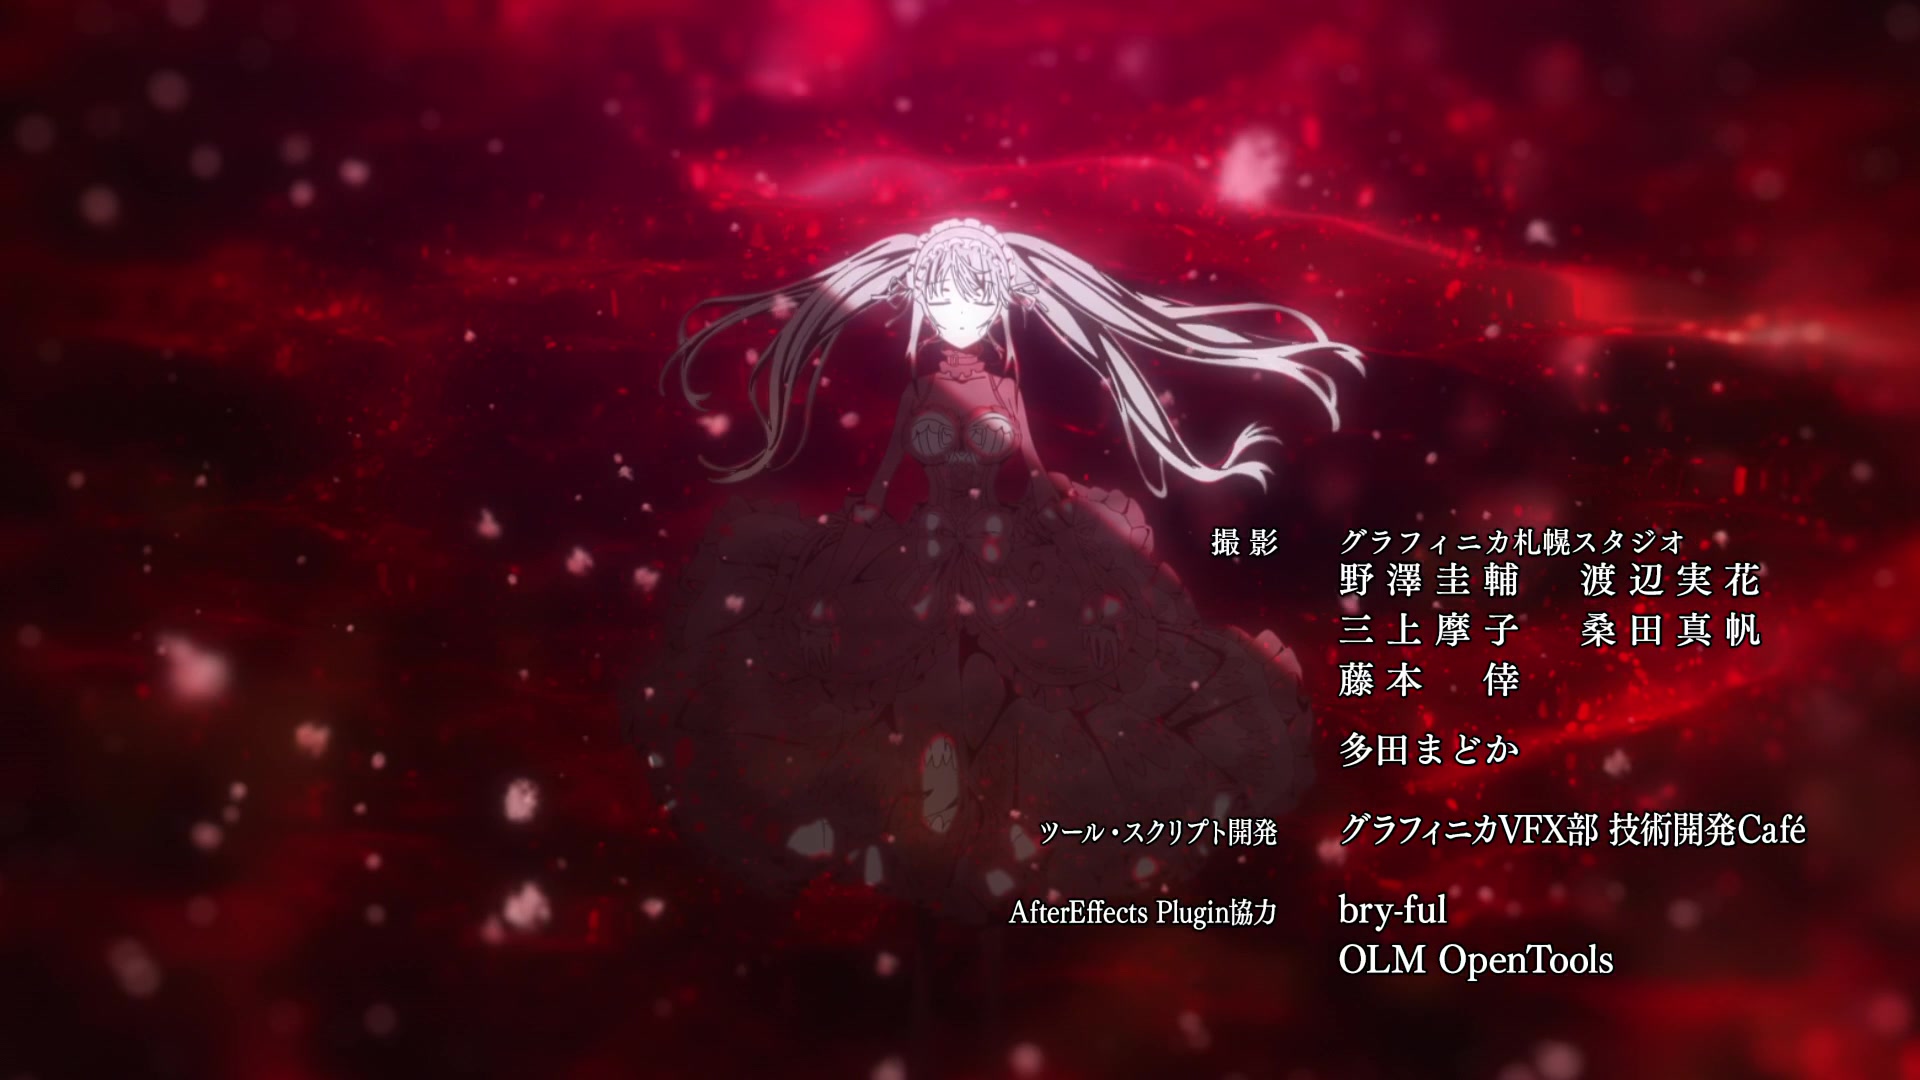 撮影 グラフィニカ札幌スタジオ
野澤圭輔 渡辺実花
三上摩子 桑田真帆
藤本 倖
多田まどか
ツール・スクリプト開発 グラフィニカVFX部 技術開発Café
AfterEffects Plugin協力 bry-ful
OLM OpenTools